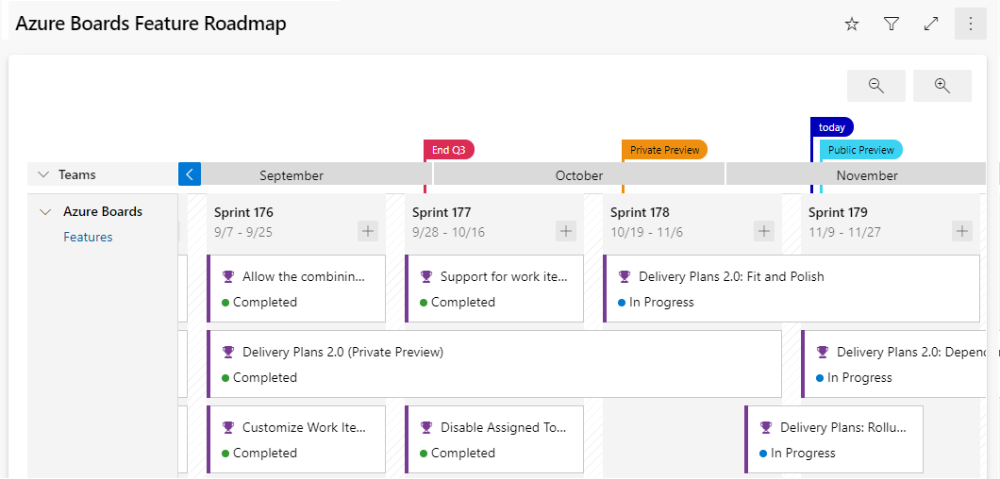 Azure Boards Feature Roadmap
today
End Q3
Private Preview
Public Preview
Teams
September
October
November
Azure Boards
Features
Sprint 176
9/7 - 9/25
Sprint 177
9/28 - 10/16
Sprint 178
10/19 - 11/6
Sprint 179
11/9 - 11/27
Allow the combinin...
Completed
Support for work ite...
Completed
Delivery Plans 2.0: Fit and Polish
In Progress
Delivery Plans 2.0 (Private Preview)
Completed
Delivery Plans 2.0: Depen
In Progress
Customize Work Ite...
Completed
Disable Assigned To...
Completed
Delivery Plans: Rollu...
In Progress